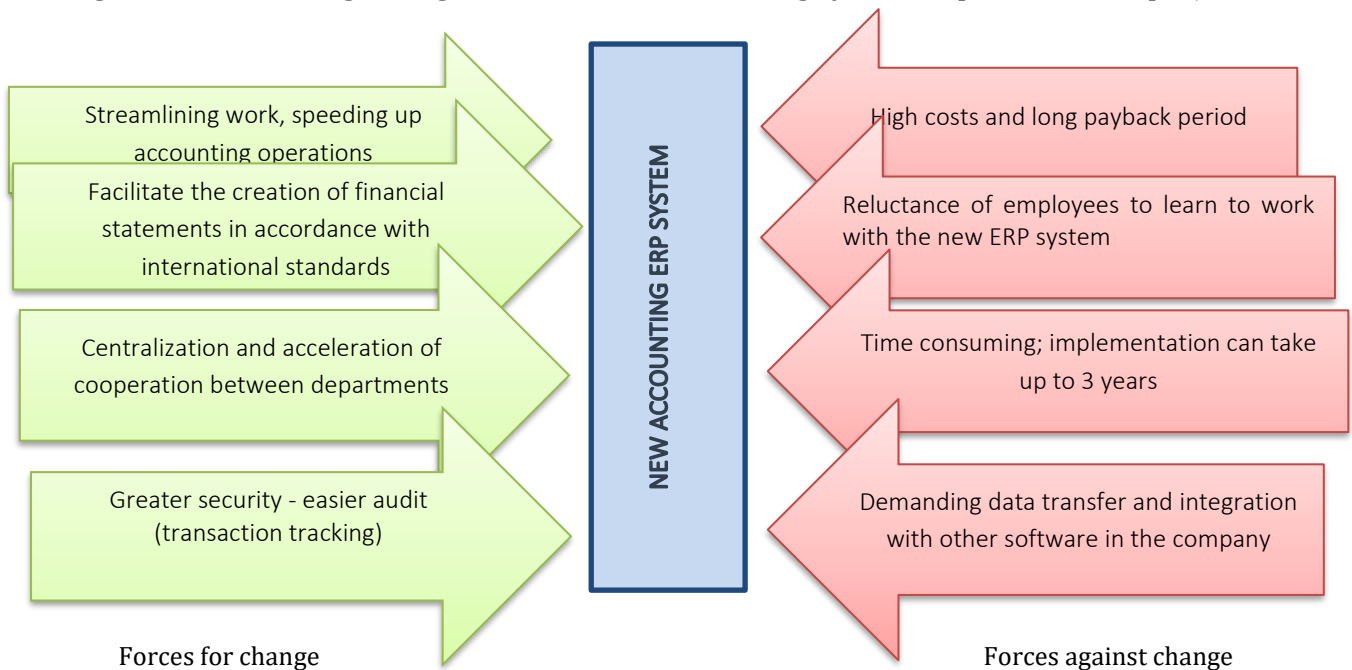 Streamlining work, speeding up
accounting operations
Facilitate the creation of financial
statements in accordance with
international standards
Centralization and acceleration of
cooperation between departments
Greater security - easier audit
(transaction tracking)
Forces for change
NEW ACCOUNTING ERP SYSTEM
High costs and long payback period
Reluctance of employees to learn to work
with the new ERP system
Time consuming; implementation can take
up to 3 years
Demanding data transfer and integration
with other software in the company
Forces against change